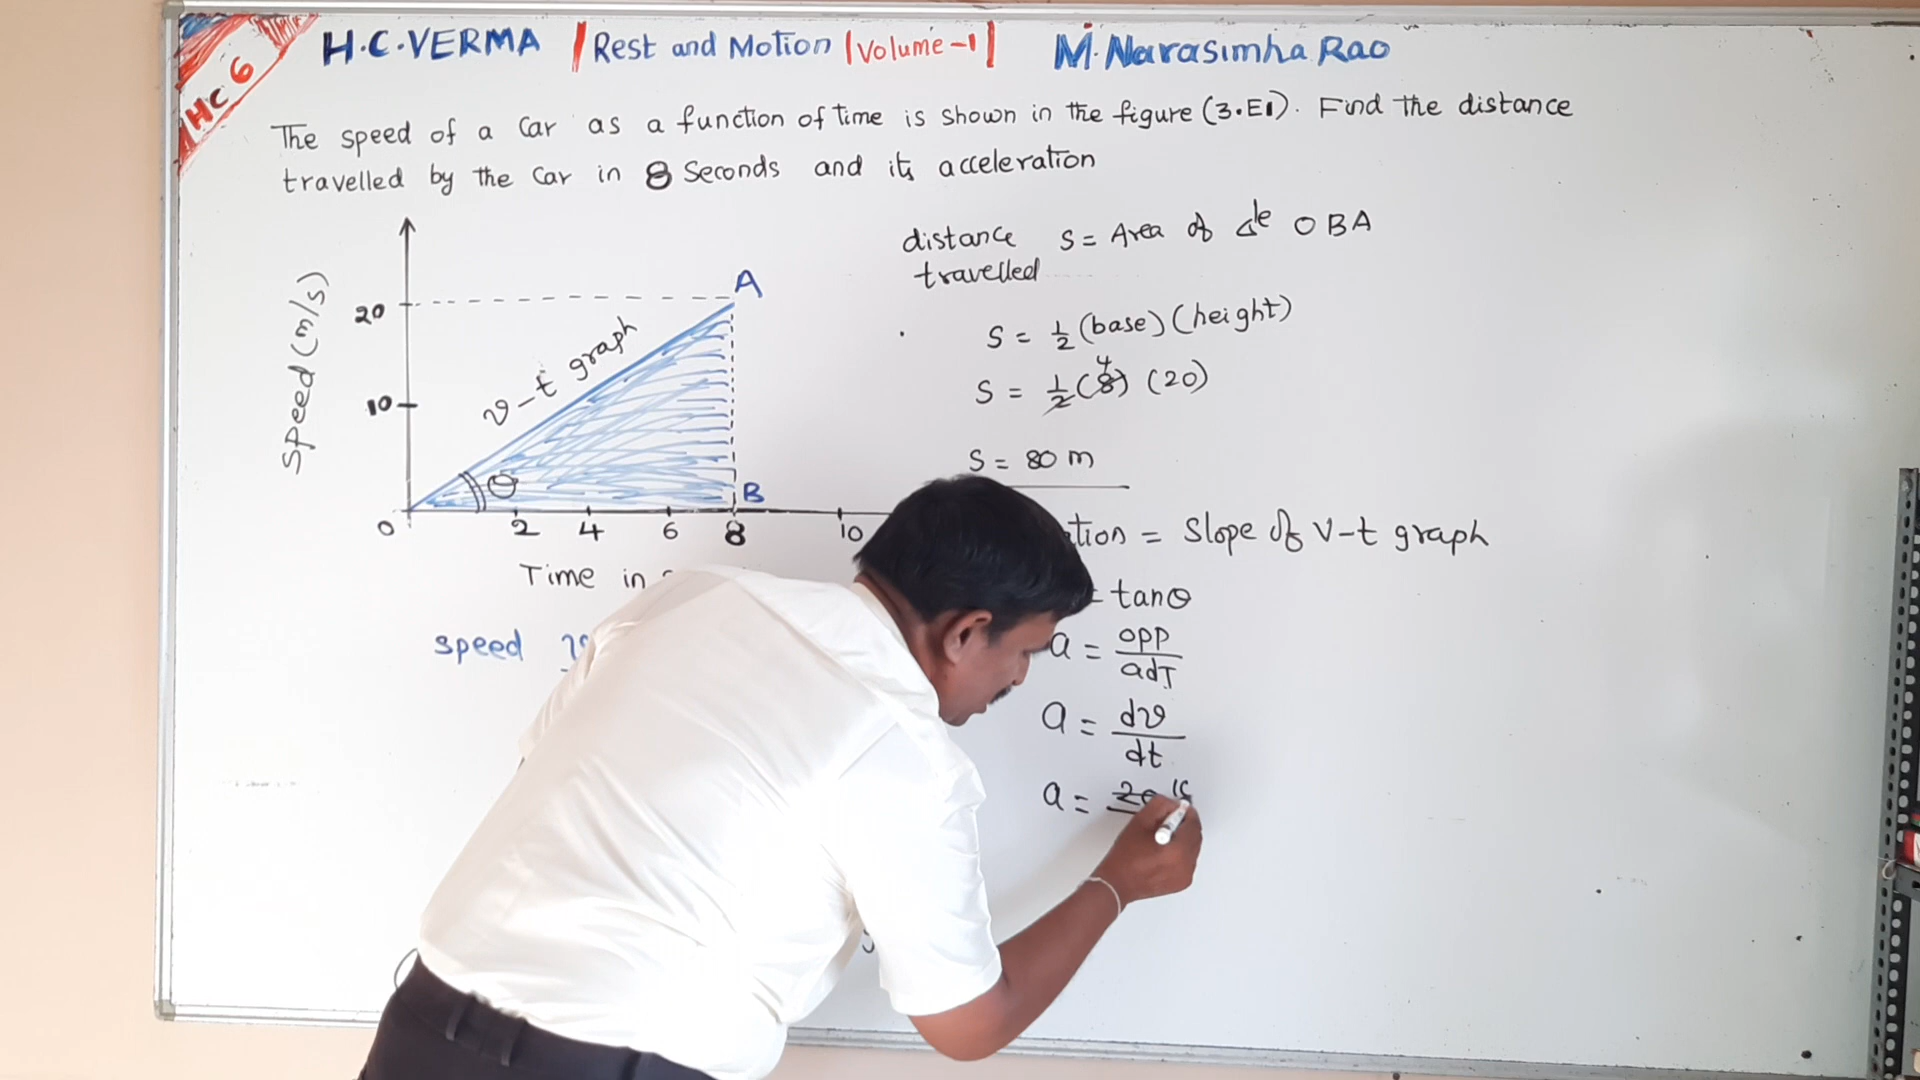 HC 6
H.C.VERMA | Rest and Motion | Volume-1 | M. Narasimha Rao
The speed of a Car as a function of Time is shown in the figure (3.E1). Find the distance
travelled by the Car in 8 Seconds and its acceleration
Speed (m/s)
20
10
0
2 4 6 8 10
A
B
v-t graph
θ
Time in
speed
distance travelled S = Area of Δle OBA
S = 1/2 (base) (height)
S = 1/2 (8) 4 (20)
S = 80 m
= Slope of v-t graph
= tanθ
a = opp/adj
a = dv/dt
a =